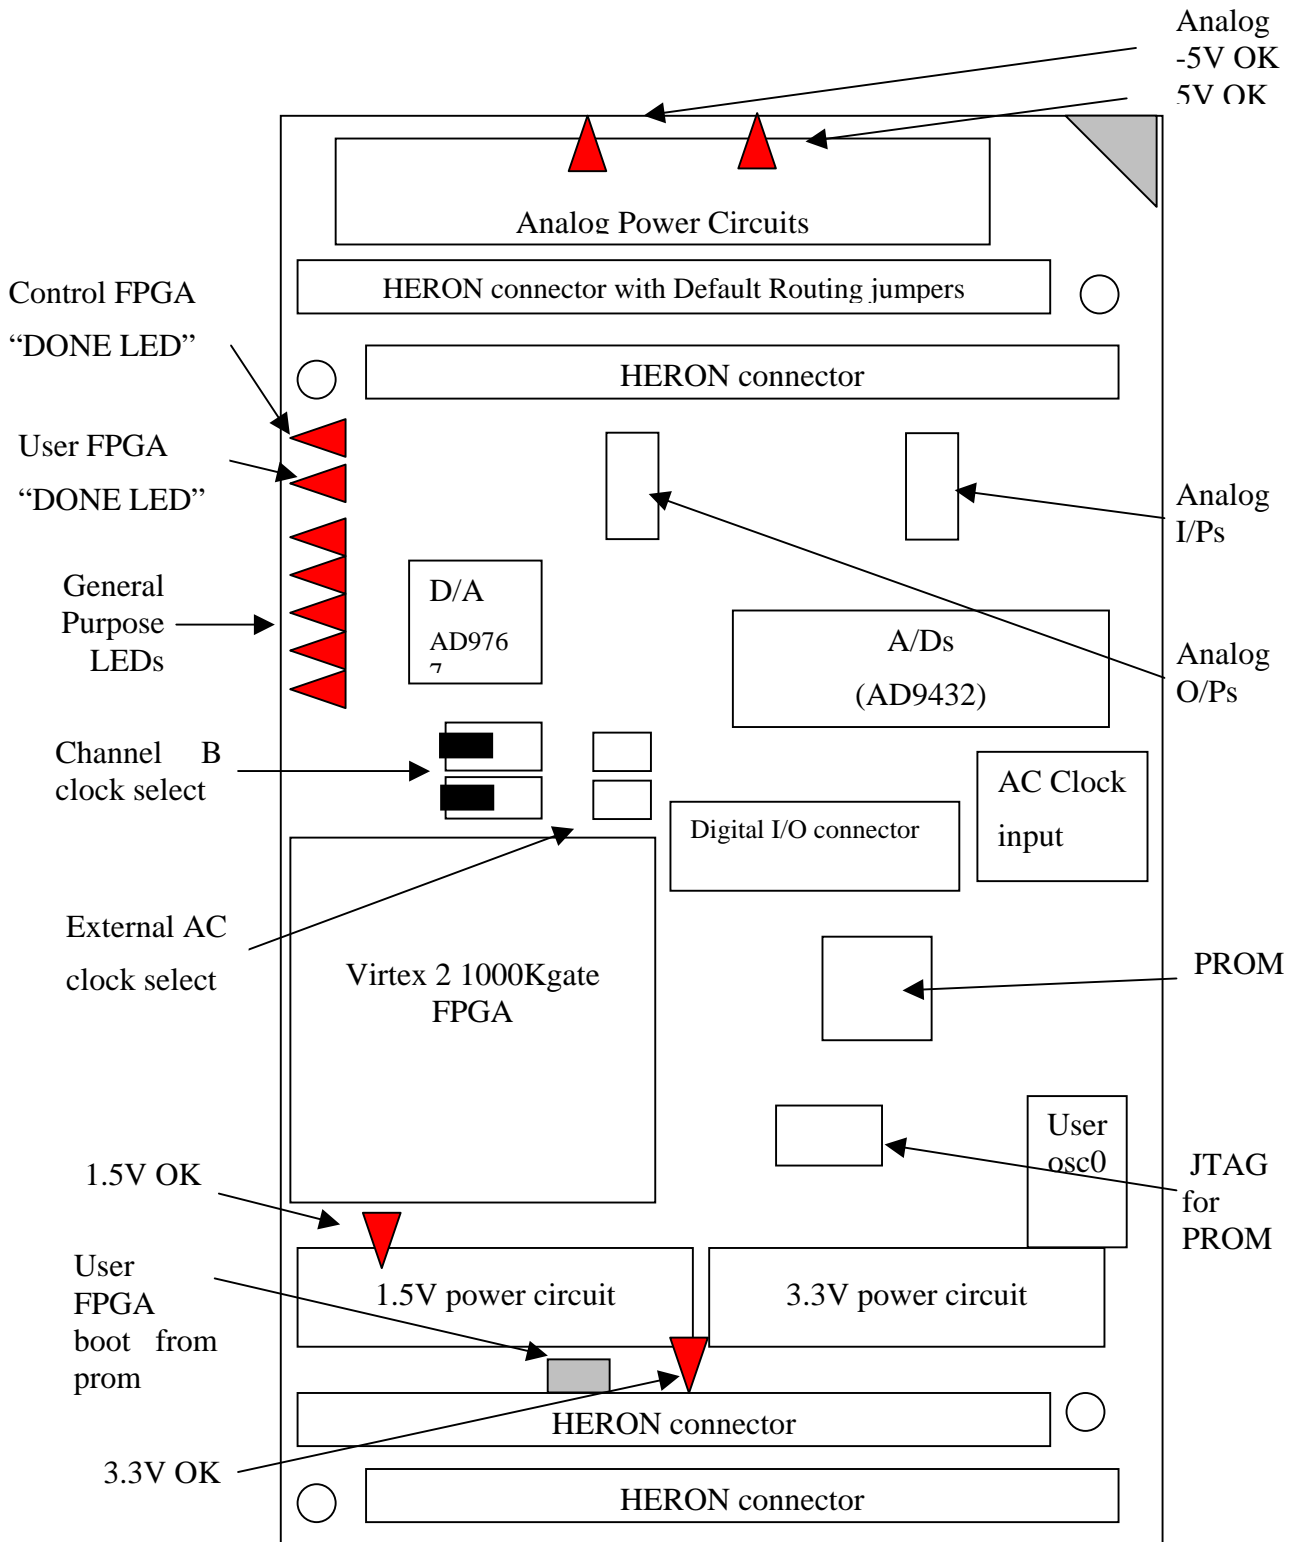 Analog
-5V OK
5V OK
Analog Power Circuits
HERON connector with Default Routing jumpers
Control FPGA
“DONE LED”
HERON connector
User FPGA
“DONE LED”
Analog
I/Ps
General
Purpose
LEDs
D/A
AD976
7
A/Ds
(AD9432)
Analog
O/Ps
Channel B
clock select
AC Clock
input
Digital I/O connector
External AC
clock select
Virtex 2 1000Kgate
FPGA
PROM
User
osc0
JTAG
for
PROM
1.5V OK
User
FPGA
boot from
prom
1.5V power circuit
3.3V power circuit
HERON connector
3.3V OK
HERON connector